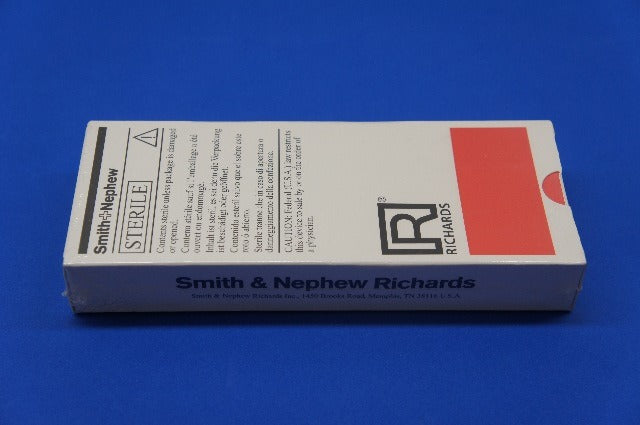 Smith+Nephew
STERILE
Contents sterile unless package is damaged
or opened.
Contenu stérile sauf si l'emballage a été
ouvert ou endommagé.
Inhalt ist steril, es sei denn die Verpackung
ist beschädigt oder geöffnet.
Contenido estéril salvo que el sobre esté
roto o abierto.
Sterile tranne che in caso di apertura o
danneggiamento della confezione.
CAUTION: Federal (U.S.A.) law restricts
this device to sale by or on the order of
a physician.
R®
RICHARDS
Smith & Nephew Richards
Smith & Nephew Richards Inc., 1450 Brooks Road, Memphis, TN 38116 U.S.A.